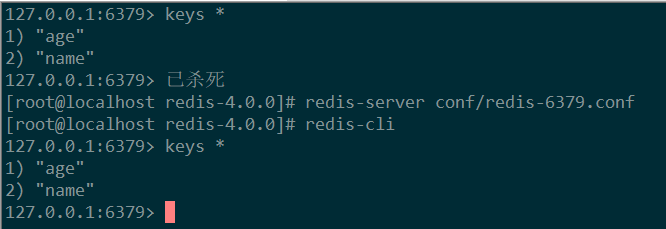 127.0.0.1:6379> keys *
1) "age"
2) "name"
127.0.0.1:6379> 已杀死
[root@localhost redis-4.0.0]# redis-server conf/redis-6379.conf
[root@localhost redis-4.0.0]# redis-cli
127.0.0.1:6379> keys *
1) "age"
2) "name"
127.0.0.1:6379>